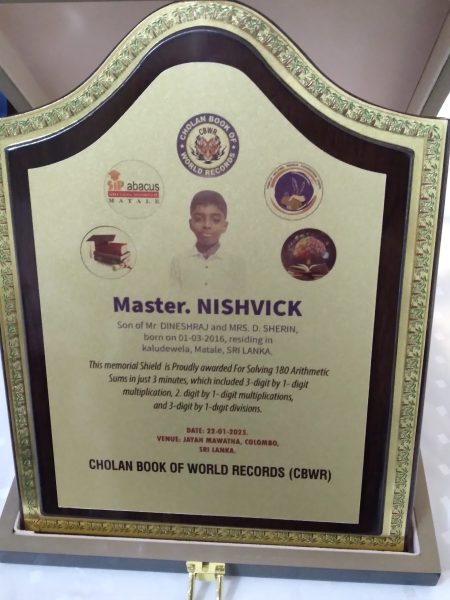 CHOLAN BOOK OF
CBWR
WORLD RECORDS
SIP abacus
MATALE
Master. NISHVICK
Son of Mr. DINESHRAJ and MRS. D. SHERIN,
born on 01-03-2016, residing in
kaludewela, Matale, SRI LANKA.
This memorial Shield is Proudly awarded For Solving 180 Arithmetic
Sums in just 3 minutes, which included 3-digit by 1- digit
multiplication, 2. digit by 1- digit multiplications,
and 3-digit by 1-digit divisions.
DATE: 22-01-2025.
VENUE: JAYAH MAWATHA, COLOMBO,
SRI LANKA.
CHOLAN BOOK OF WORLD RECORDS (CBWR)